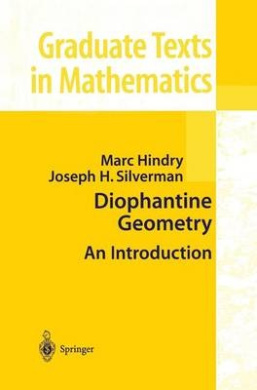 Graduate Texts
in Mathematics
Marc Hindry
Joseph H. Silverman
Diophantine
Geometry
An Introduction
Springer